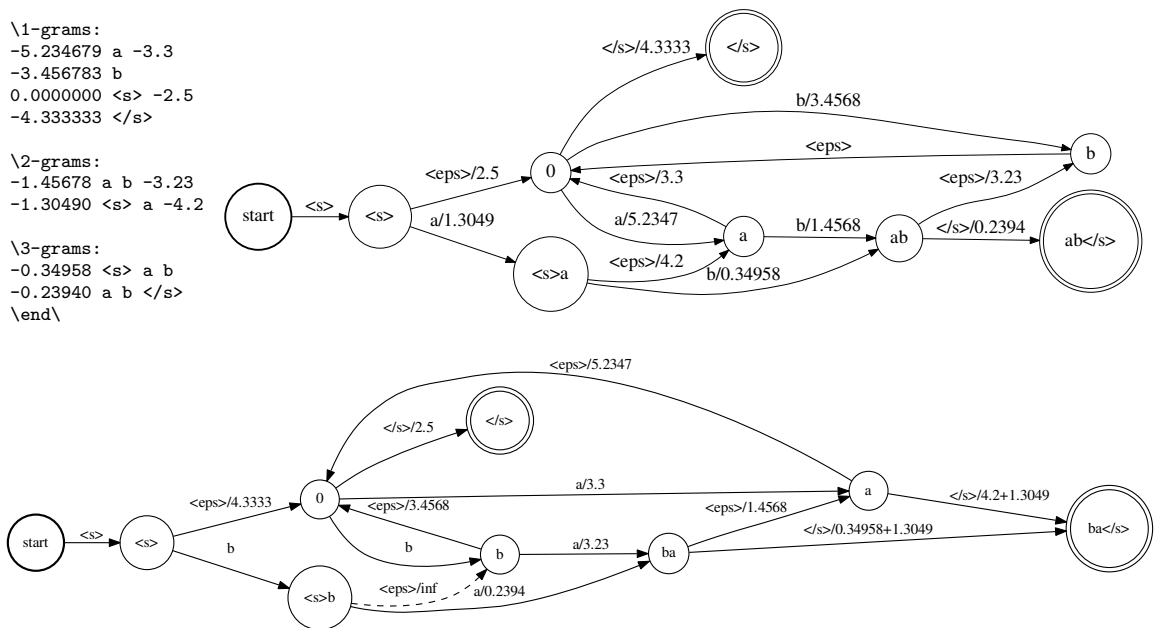 \1-grams:
-5.234679 a -3.3
-3.456783 b
0.0000000 <s> -2.5
-4.333333 </s>
\2-grams:
-1.45678 a b -3.23
-1.30490 <s> a -4.2
\3-grams:
-0.34958 <s> a b
-0.23940 a b </s>
\end\
</s>/4.3333
</s>
b/3.4568
<eps>
b
<eps>/2.5
0
<eps>/3.3
<eps>/3.23
start
<s>
<s>
a/1.3049
a/5.2347
a
b/1.4568
ab
</s>/0.2394
ab</s>
<s>a
<eps>/4.2
b/0.34958
<eps>/5.2347
</s>/2.5
</s>
<eps>/4.3333
0
<eps>/3.4568
a/3.3
<eps>/1.4568
a
</s>/4.2+1.3049
start
<s>
<s>
b
b
b
a/3.23
ba
</s>/0.34958+1.3049
ba</s>
<s>b
<eps>/inf
a/0.2394